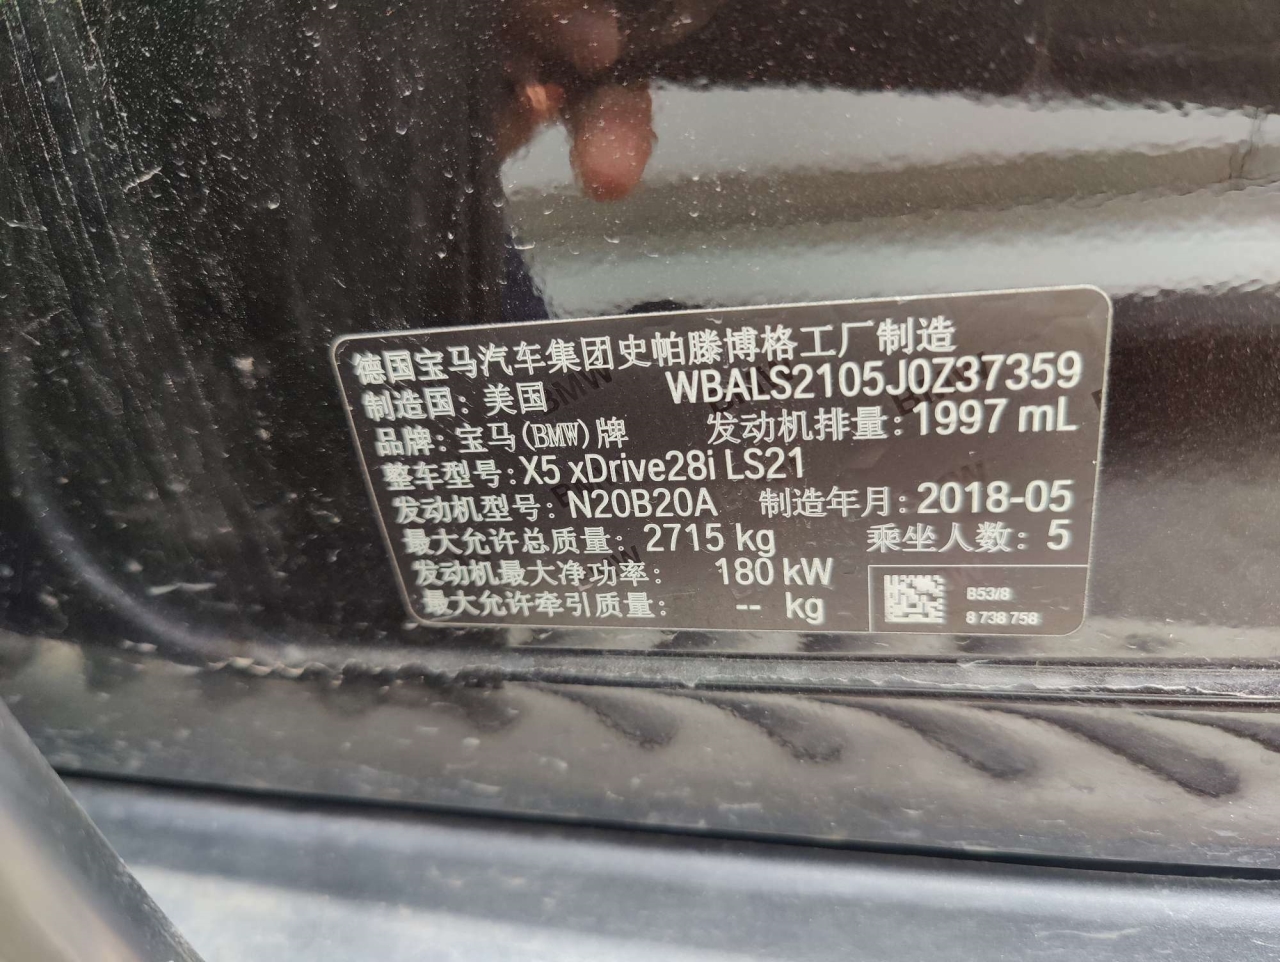 德国宝马汽车集团史帕滕博格工厂制造
制造国：美国 WBALS2105J0Z37359
品牌：宝马(BMW)牌 发动机排量：1997 mL
整车型号：X5 xDrive28i LS21
发动机型号：N20B20A 制造年月：2018-05
最大允许总质量：2715 kg 乘坐人数：5
发动机最大净功率：180 kW
最大允许牵引质量：-- kg
B53/8
8 738 758